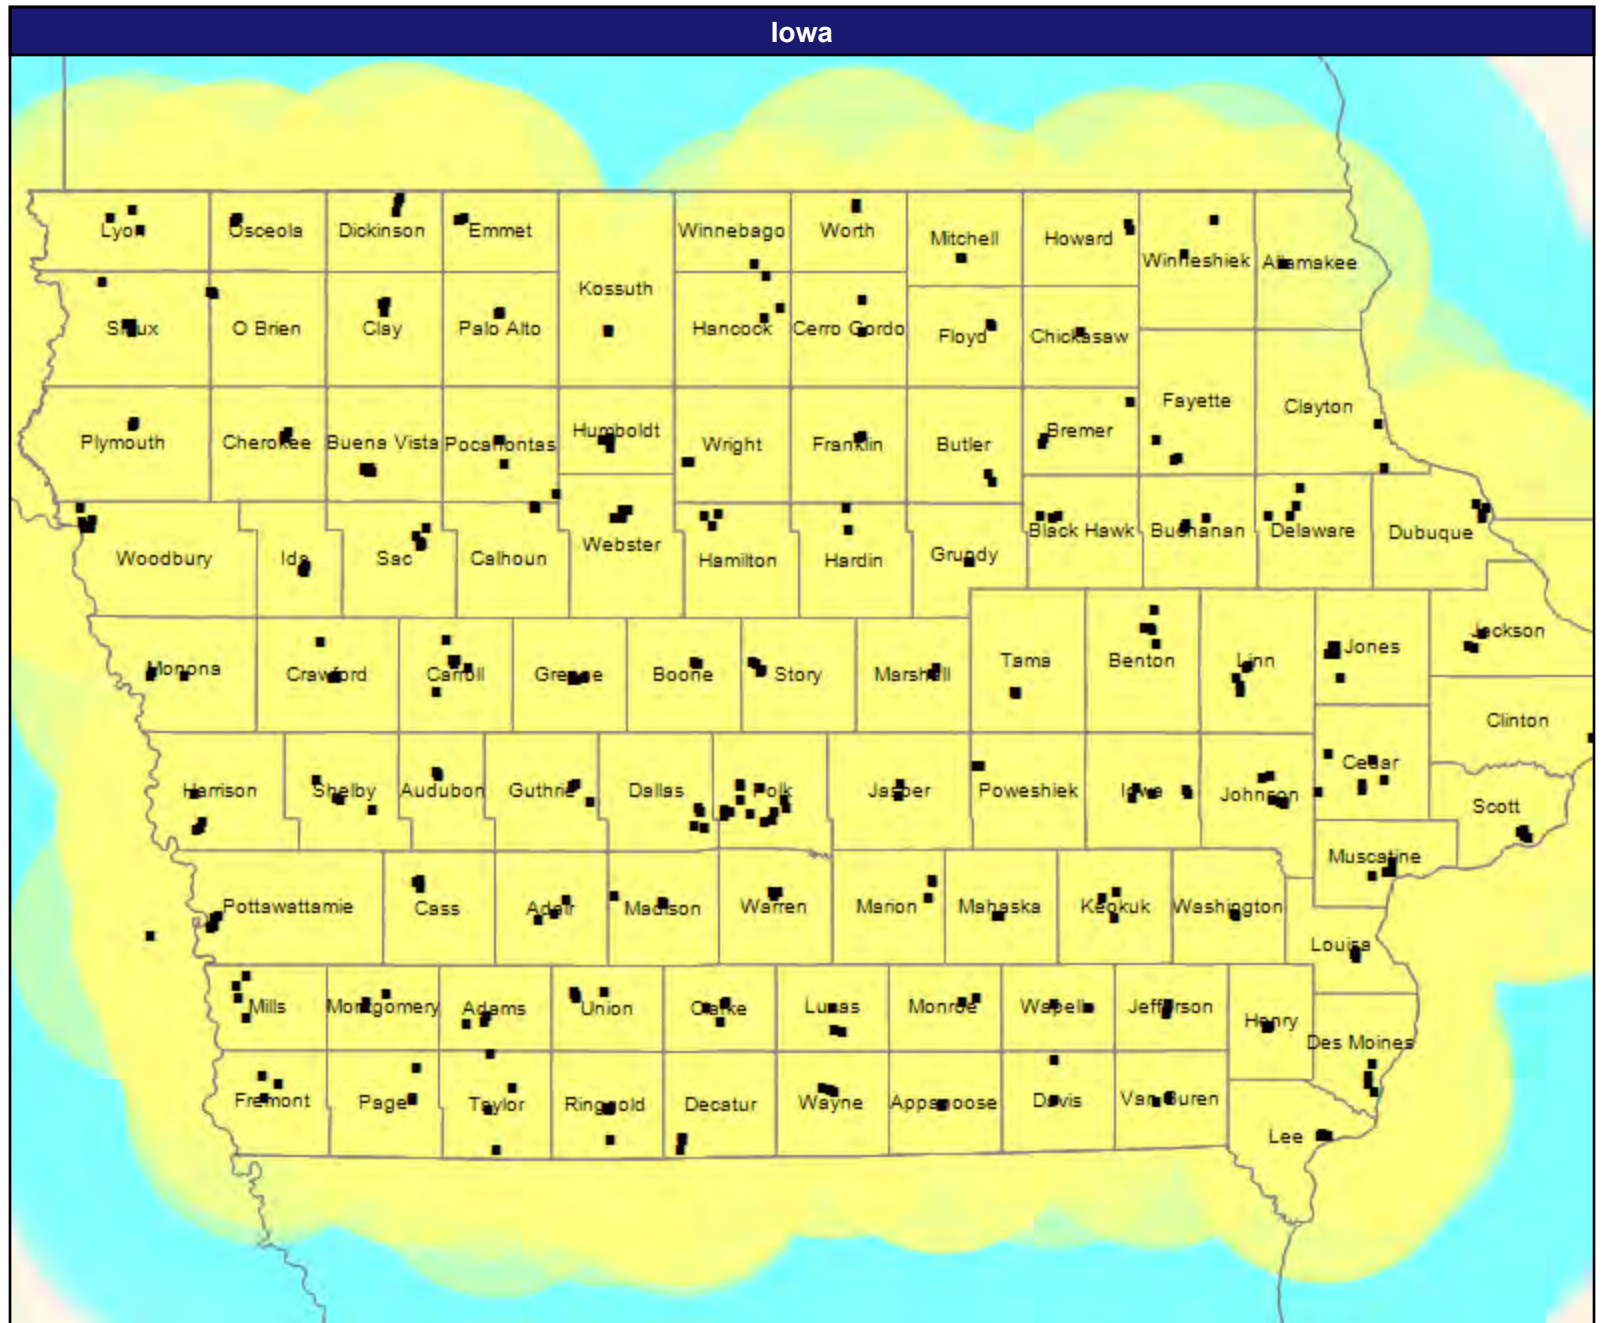 Iowa
Lyon
Osceola
Dickinson
Emmet
Winnebago
Worth
Mitchell
Howard
Winneshiek
Allamakee
Kossuth
Sioux
O Brien
Clay
Palo Alto
Hancock
Cerro Gordo
Floyd
Chickasaw
Fayette
Clayton
Plymouth
Cherokee
Buena Vista
Pocahontas
Humboldt
Wright
Franklin
Butler
Bremer
Woodbury
Ida
Sac
Calhoun
Webster
Hamilton
Hardin
Grundy
Black Hawk
Buchanan
Delaware
Dubuque
Monona
Crawford
Carroll
Greene
Boone
Story
Marshall
Tama
Benton
Linn
Jones
Jackson
Clinton
Harrison
Shelby
Audubon
Guthrie
Dallas
Polk
Jasper
Poweshiek
Iowa
Johnson
Cedar
Scott
Muscatine
Pottawattamie
Cass
Adair
Madison
Warren
Marion
Mahaska
Keokuk
Washington
Louisa
Mills
Montgomery
Adams
Union
Clarke
Lucas
Monroe
Wapello
Jefferson
Henry
Des Moines
Fremont
Page
Taylor
Ringgold
Decatur
Wayne
Appanoose
Davis
Van Buren
Lee